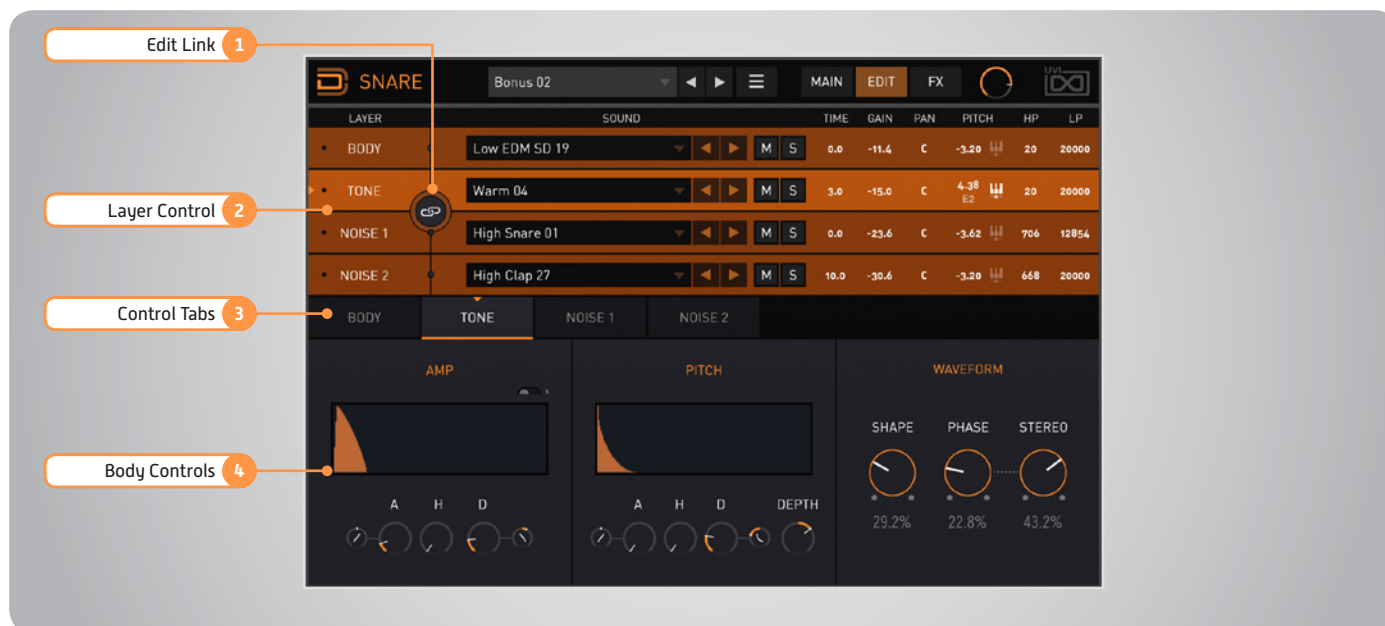 Edit Link 1
SNARE Bonus 02 MAIN EDIT FX UVI
LAYER SOUND TIME GAIN PAN PITCH HP LP
BODY Low EDM SD 19 M S 0.0 -11.4 C -3.20 20 20000
TONE Warm 04 M S 3.0 -15.0 C 4.38 E2 20 20000
Layer Control 2
NOISE 1 High Snare 01 M S 0.0 -23.6 C -3.62 706 12854
NOISE 2 High Clap 27 M S 10.0 -30.6 C -3.20 668 20000
Control Tabs 3
BODY TONE NOISE 1 NOISE 2
AMP PITCH WAVEFORM
SHAPE PHASE STEREO
Body Controls 4
A H D A H D DEPTH
29.2% 22.8% 43.2%